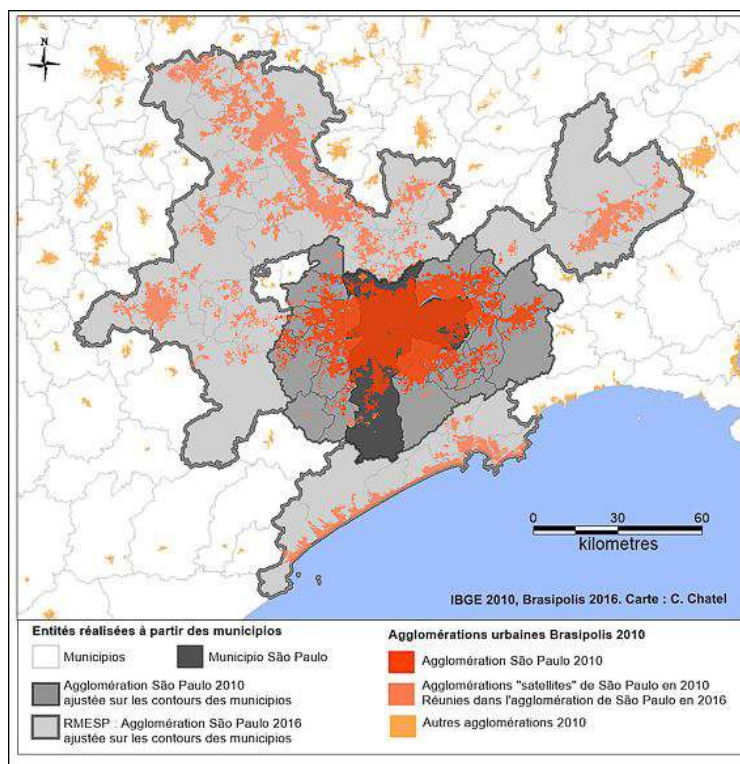 N
0 30 60
kilometres
IBGE 2010, Brasipolis 2016. Carte : C. Chatel
Entités réalisées à partir des municipios
Municipios
Municipio São Paulo
Agglomération São Paulo 2010
ajustée sur les contours des municipios
RMESP : Agglomération São Paulo 2016
ajustée sur les contours des municipios
Agglomérations urbaines Brasipolis 2010
Agglomération São Paulo 2010
Agglomérations "satellites" de São Paulo en 2010
Réunies dans l'agglomération de São Paulo en 2016
Autres agglomérations 2010